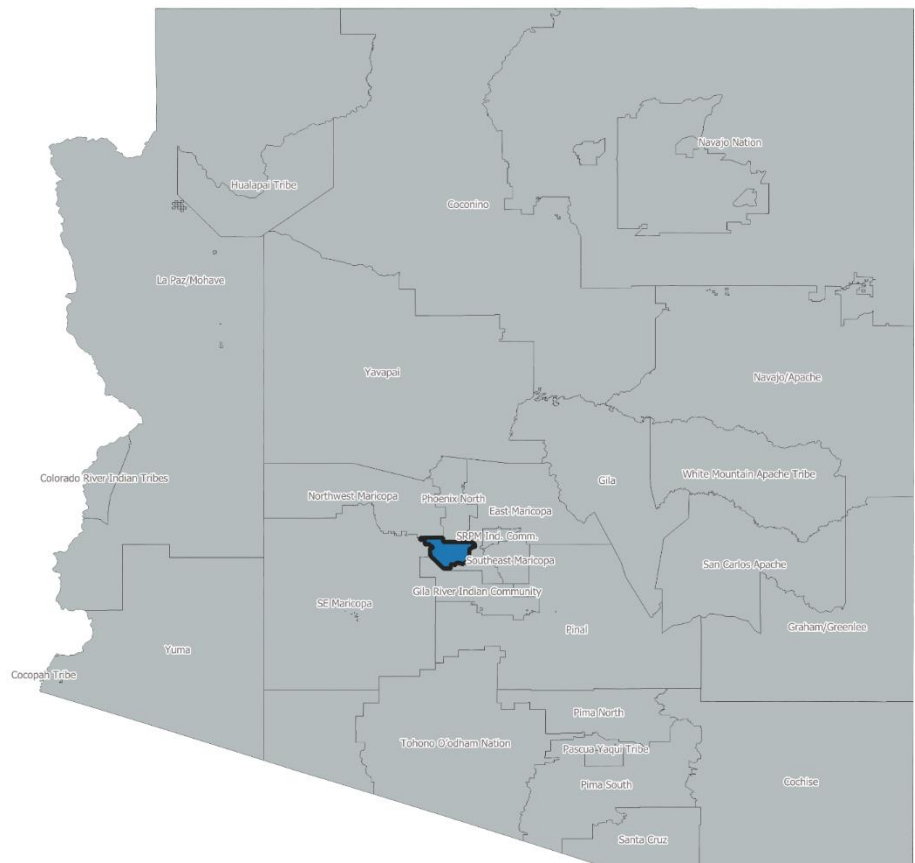 Navajo Nation
Hualapai Tribe
Coconino
La Paz/Mohave
Yavapai
Navajo/Apache
Colorado River Indian Tribes
White Mountain Apache Tribe
Gila
Northwest Maricopa
Phoenix North
East Maricopa
SRPM Ind. Comm.
Southeast Maricopa
San Carlos Apache
Gila River Indian Community
SE Maricopa
Graham/Greenlee
Pinal
Yuma
Cocopah Tribe
Pima North
Tohono O'odham Nation
Pascua Yaqui Tribe
Pima South
Cochise
Santa Cruz